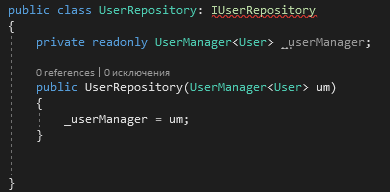 public class UserRepository: IUserRepository
{
private readonly UserManager<User> _userManager;
0 references | 0 исключения
public UserRepository(UserManager<User> um)
{
_userManager = um;
}
}